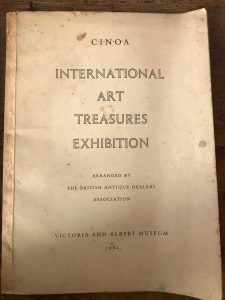 C·I·N·O·A
INTERNATIONAL
ART
TREASURES
EXHIBITION
ARRANGED BY
THE BRITISH ANTIQUE DEALERS
ASSOCIATION
VICTORIA AND ALBERT MUSEUM
1962